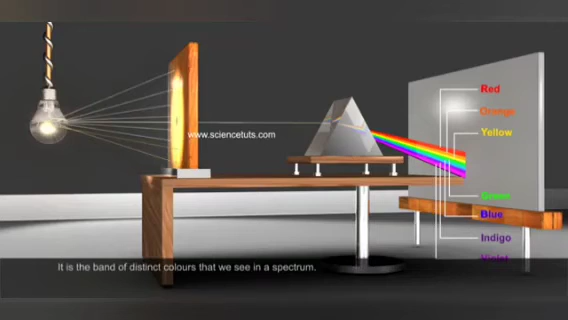 Red
Orange
www.sciencetuts.com
Yellow
Green
Blue
Indigo
Violet
It is the band of distinct colours that we see in a spectrum.